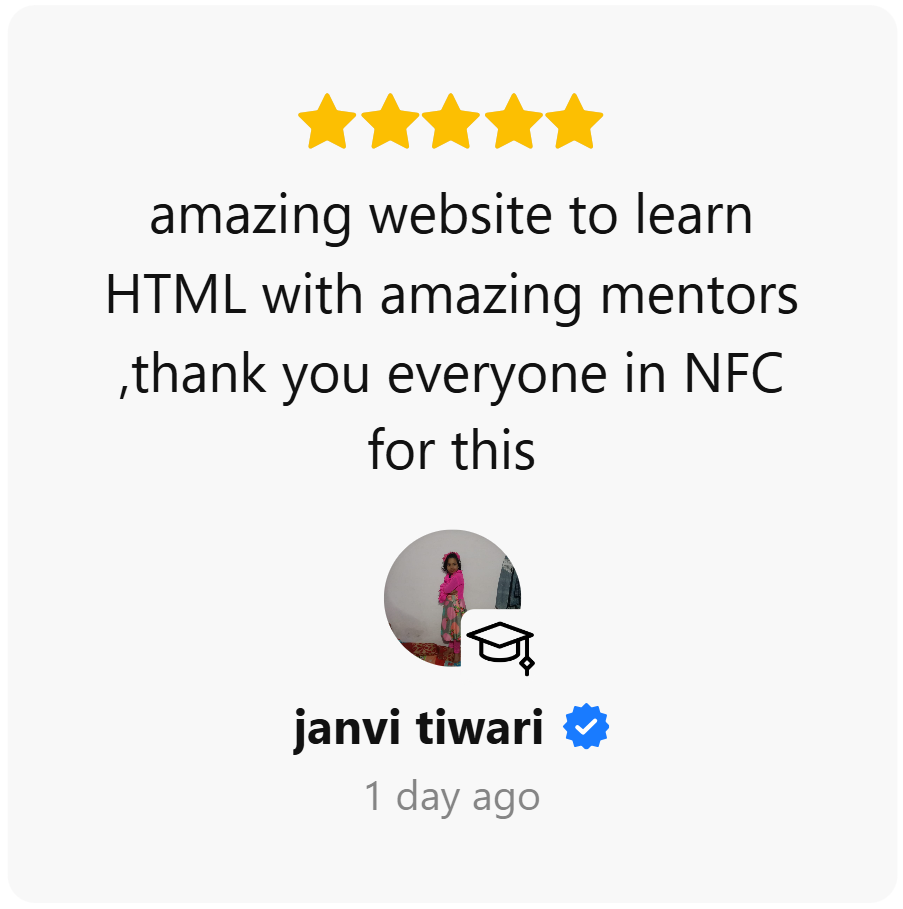 amazing website to learn
HTML with amazing mentors
,thank you everyone in NFC
for this
janvi tiwari
1 day ago